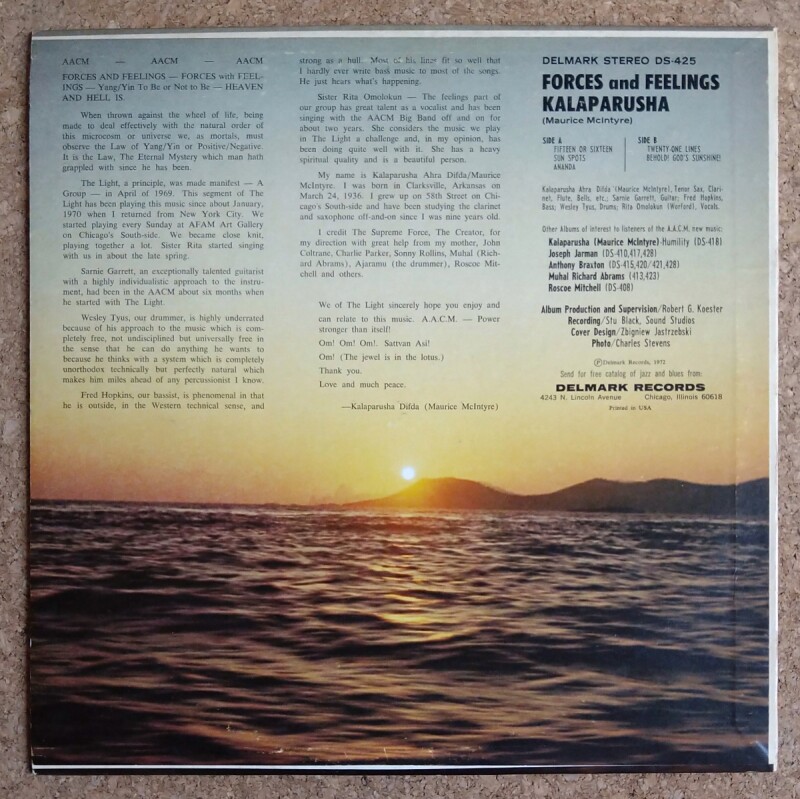 AACM — AACM — AACM
FORCES AND FEELINGS — FORCES with FEEL-
INGS — Yang/Yin To Be or Not to Be — HEAVEN
AND HELL IS.
When thrown against the wheel of life, being
made to deal effectively with the natural order of
this microcosm or universe we, as mortals, must
observe the Law of Yang/Yin or Positive/Negative.
It is the Law, The Eternal Mystery which man hath
grappled with since he has been.
The Light, a principle, was made manifest — A
Group — in April of 1969. This segment of The
Light has been playing this music since about January,
1970 when I returned from New York City. We
started playing every Sunday at AFAM Art Gallery
on Chicago's South-side. We became close knit,
playing together a lot. Sister Rita started singing
with us in about the late spring.
Sarnie Garrett, an exceptionally talented guitarist
with a highly individualistic approach to the instru-
ment, had been in the AACM about six months when
he started with The Light.
Wesley Tyus, our drummer, is highly underrated
because of his approach to the music which is com-
pletely free, not undisciplined but universally free in
the sense that he can do anything he wants to
because he thinks with a system which is completely
unorthodox technically but perfectly natural which
makes him miles ahead of any percussionist I know.
Fred Hopkins, our bassist, is phenomenal in that
he is outside, in the Western technical sense, and
strong as a bull. Most of his lines fit so well that
I hardly ever write bass music to most of the songs.
He just hears what's happening.
Sister Rita Omolokun — The feelings part of
our group has great talent as a vocalist and has been
singing with the AACM Big Band off and on for
about two years. She considers the music we play
in The Light a challenge and, in my opinion, has
been doing quite well with it. She has a heavy
spiritual quality and is a beautiful person.
My name is Kalaparusha Ahra Difda/Maurice
McIntyre. I was born in Clarksville, Arkansas on
March 24, 1936. I grew up on 58th Street on Chi-
cago's South-side and have been studying the clarinet
and saxophone off-and-on since I was nine years old.
I credit The Supreme Force, The Creator, for
my direction with great help from my mother, John
Coltrane, Charlie Parker, Sonny Rollins, Muhal (Rich-
ard Abrams), Ajaramu (the drummer), Roscoe Mit-
chell and others.
We of The Light sincerely hope you enjoy and
can relate to this music. A.A.C.M. — Power
stronger than itself!
Om! Om! Om!. Sattvan Asi!
Om! (The jewel is in the lotus.)
Thank you.
Love and much peace.
—Kalaparusha Difda (Maurice McIntyre)
DELMARK STEREO DS-425
FORCES and FEELINGS
KALAPARUSHA
(Maurice McIntyre)
SIDE A
FIFTEEN OR SIXTEEN
SUN SPOTS
ANANDA
SIDE B
TWENTY-ONE LINES
BEHOLD! GOD'S SUNSHINE!
Kalaparusha Ahra Difda (Maurice McIntyre), Tenor Sax, Clari-
net, Flute, Bells, etc.; Sarnie Garrett, Guitar; Fred Hopkins,
Bass; Wesley Tyus, Drums; Rita Omolukun (Worford), Vocals.
Other Albums of interest to listeners of the A.A.C.M. new music:
Kalaparusha (Maurice McIntyre)-Humility (DS-418)
Joseph Jarman (DS-410,417,428)
Anthony Braxton (DS-415,420/421,428)
Muhal Richard Abrams (413,423)
Roscoe Mitchell (DS-408)
Album Production and Supervision/Robert G. Koester
Recording/Stu Black, Sound Studios
Cover Design/Zbigniew Jastrzebski
Photo/Charles Stevens
Ⓟ Delmark Records, 1972
Send for free catalog of jazz and blues from:
DELMARK RECORDS
4243 N. Lincoln Avenue Chicago, Illinois 60618
Printed in USA